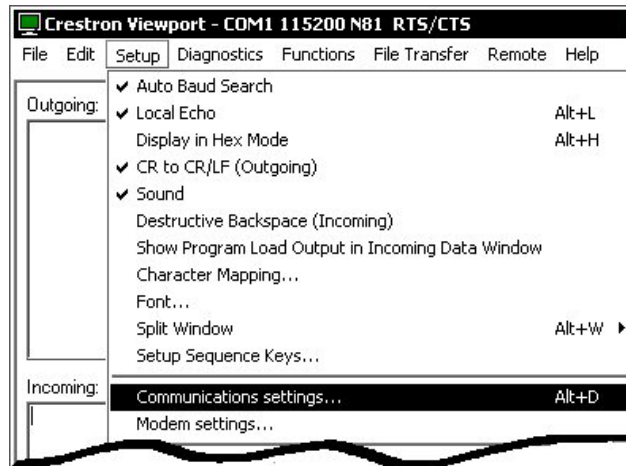 Crestron Viewport - COM1 115200 N81 RTS/CTS
File Edit Setup Diagnostics Functions File Transfer Remote Help
Outgoing:
✔ Auto Baud Search
✔ Local Echo Alt+L
Display in Hex Mode Alt+H
✔ CR to CR/LF (Outgoing)
✔ Sound
Destructive Backspace (Incoming)
Show Program Load Output in Incoming Data Window
Character Mapping...
Font...
Split Window Alt+W
Setup Sequence Keys...
Incoming:
Communications settings... Alt+D
Modem settings...